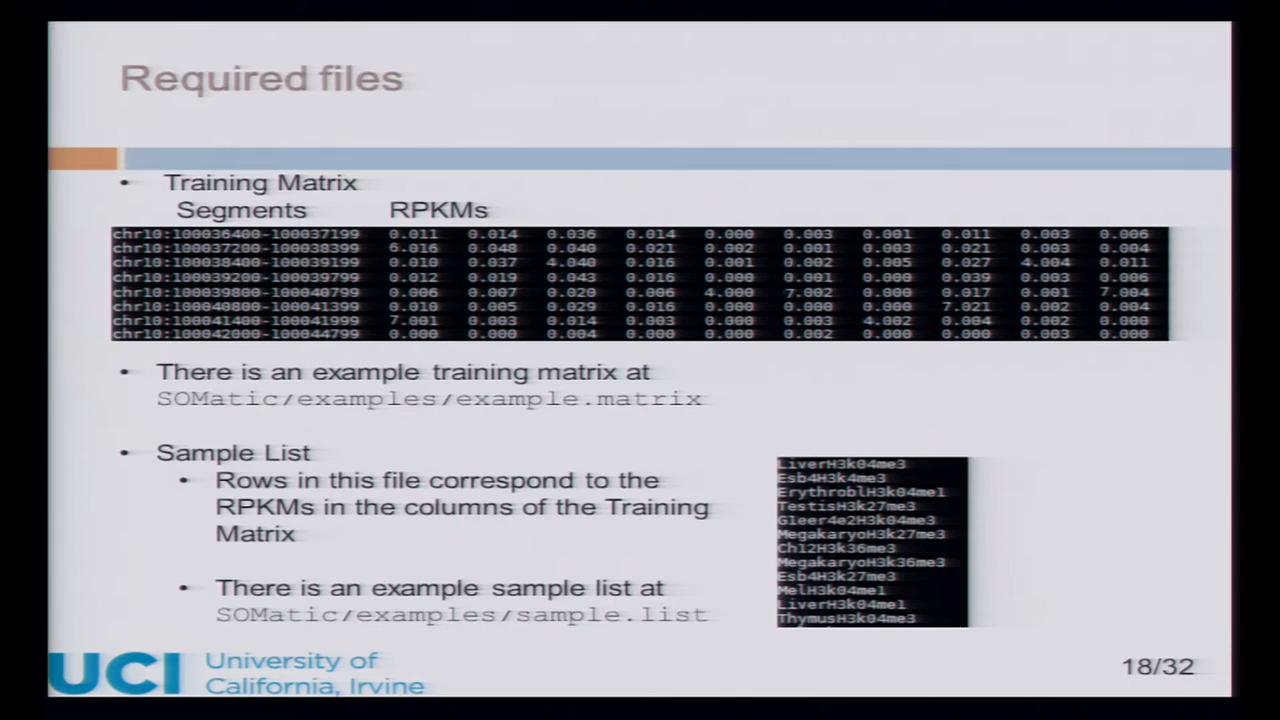 Required files
• Training Matrix
Segments RPKMs
chr10:100036400-100037199 0.011 0.014 0.036 0.014 0.000 0.003 0.001 0.011 0.003 0.006
chr10:100037200-100038399 6.016 0.048 0.040 0.021 0.002 0.001 0.003 0.021 0.003 0.004
chr10:100038400-100039199 0.010 0.037 4.040 0.016 0.001 0.002 0.005 0.027 4.004 0.011
chr10:100039200-100039799 0.012 0.019 0.043 0.016 0.000 0.001 0.000 0.039 0.003 0.006
chr10:100039800-100040799 0.006 0.007 0.020 0.006 4.000 7.002 0.000 0.017 0.001 7.004
chr10:100040800-100041399 0.010 0.005 0.029 0.016 0.000 0.000 0.000 7.021 0.002 0.004
chr10:100041400-100041999 7.001 0.003 0.014 0.003 0.000 0.003 4.002 0.004 0.002 0.000
chr10:100042000-100044799 0.000 0.000 0.004 0.000 0.000 0.002 0.000 0.000 0.003 0.000
• There is an example training matrix at
SOMatic/examples/example.matrix
• Sample List
• Rows in this file correspond to the
RPKMs in the columns of the Training
Matrix
• There is an example sample list at
SOMatic/examples/sample.list
LiverH3k04me3
Esb4H3k4me3
ErythroblH3k04me1
TestisH3k27me3
G1eer4e2H3k04me3
MegakaryoH3k27me3
Ch12H3k36me3
MegakaryoH3k36me3
Esb4H3k27me3
MelH3k04me1
LiverH3k04me1
ThymusH3k04me3
UCI University of
California, Irvine
18/32